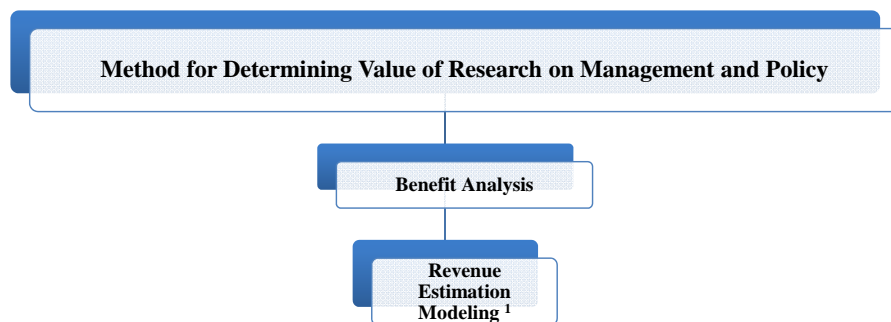 Method for Determining Value of Research on Management and Policy
Benefit Analysis
Revenue
Estimation
Modeling ¹